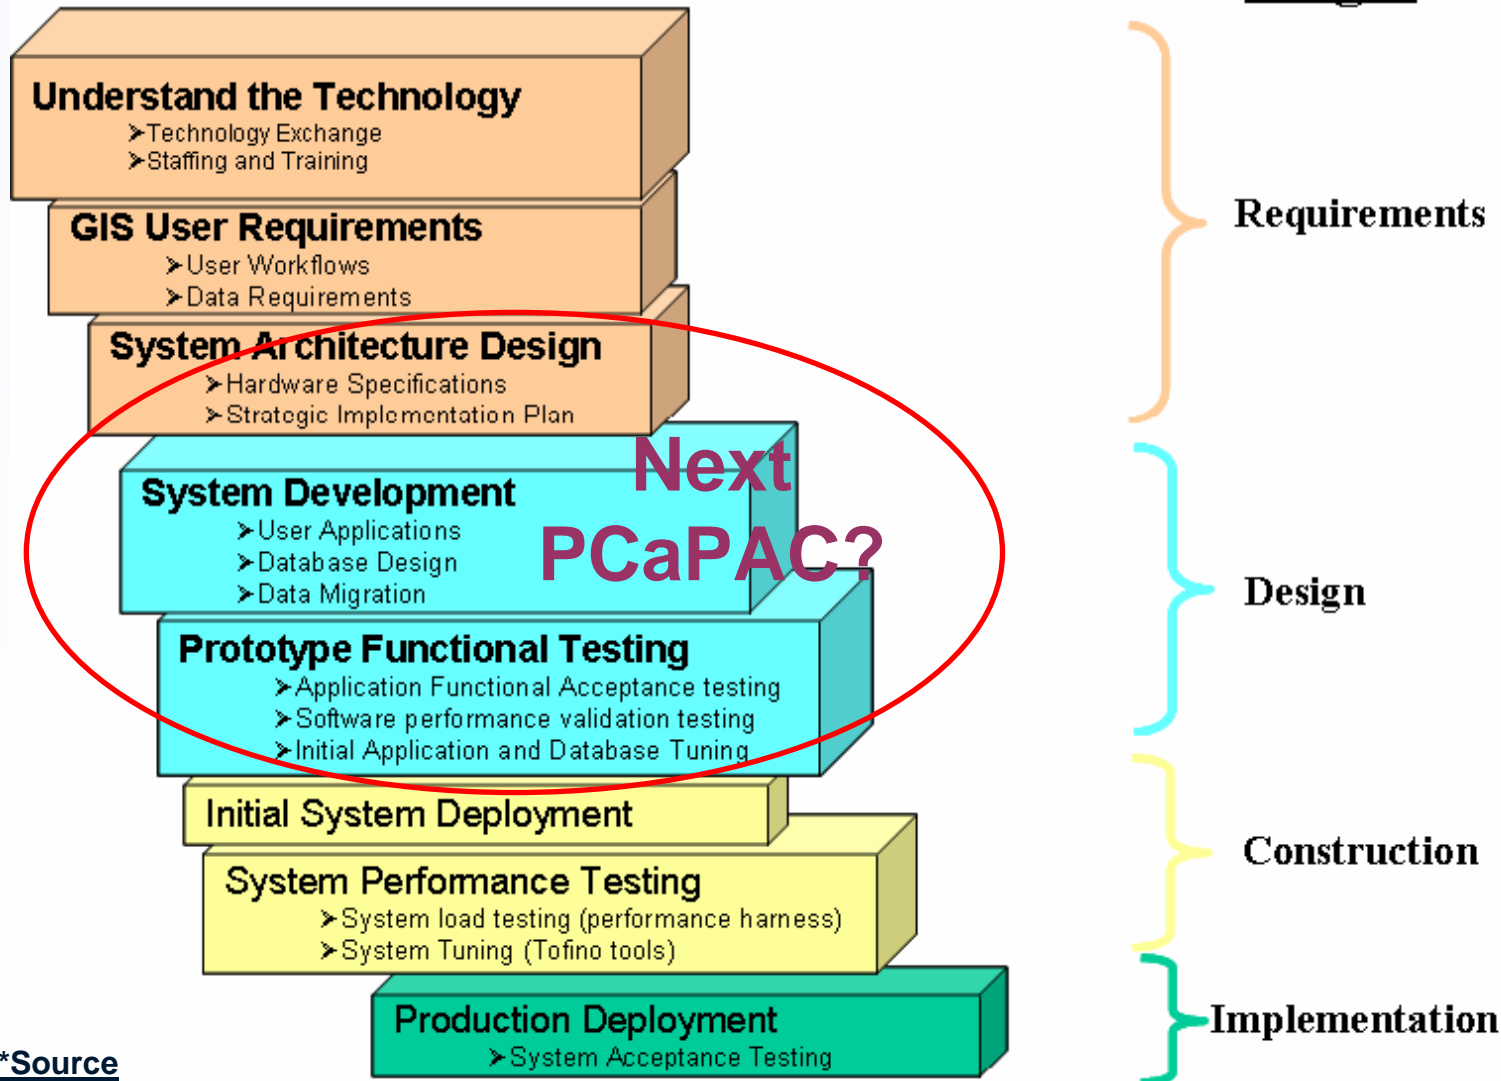 Understand the Technology
➢Technology Exchange
➢Staffing and Training
GIS User Requirements
➢User Workflows
➢Data Requirements
Requirements
System Architecture Design
➢Hardware Specifications
➢Strategic Implementation Plan
Next
PCaPAC?
System Development
➢User Applications
➢Database Design
➢Data Migration
Design
Prototype Functional Testing
➢Application Functional Acceptance testing
➢Software performance validation testing
➢Initial Application and Database Tuning
Initial System Deployment
Construction
System Performance Testing
➢System load testing (performance harness)
➢System Tuning (Tofino tools)
Production Deployment
➢System Acceptance Testing
Implementation
*Source